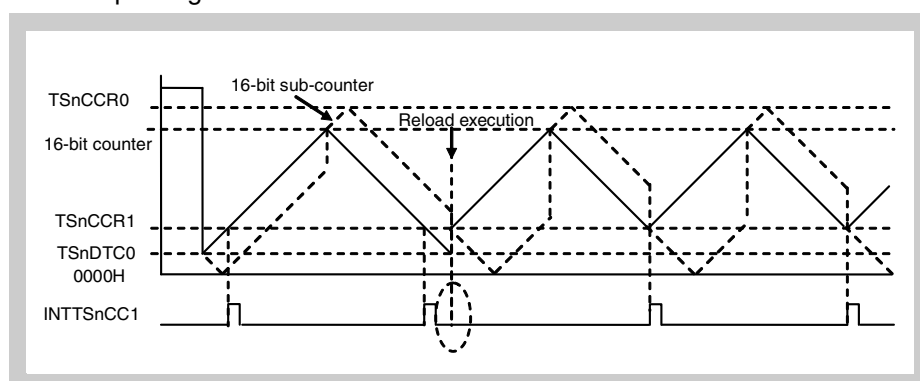 16-bit sub-counter
TSnCCR0
Reload execution
16-bit counter
TSnCCR1
TSnDTC0
0000H
INTTSnCC1